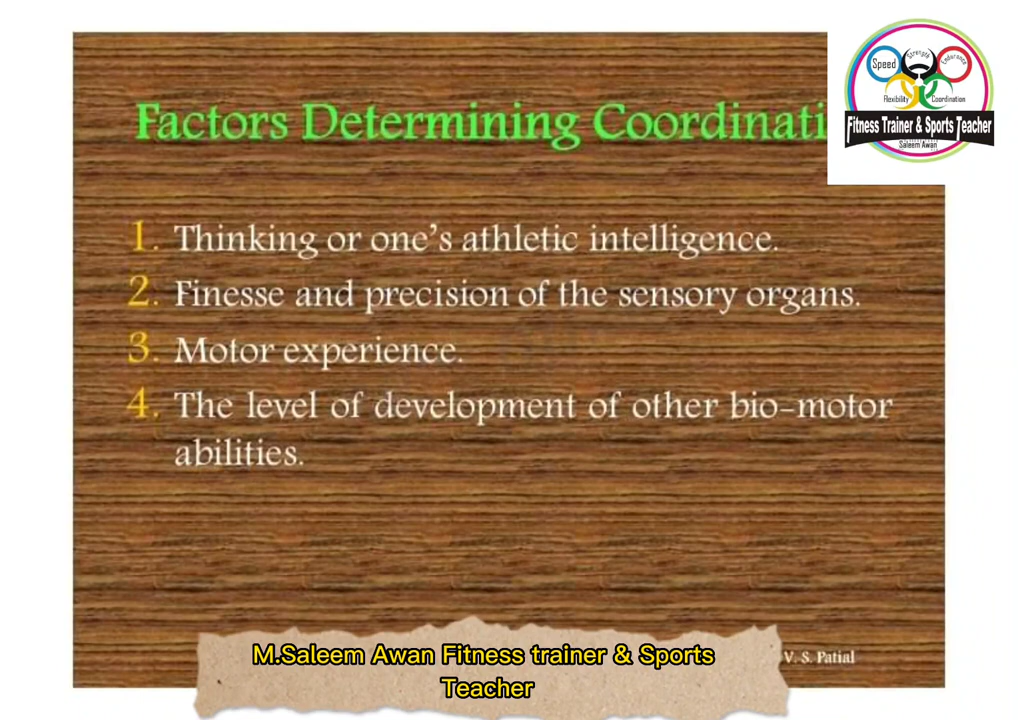 Factors Determining Coordinati
Speed
Strength
Endurance
Flexibility
Coordination
Fitness Trainer & Sports Teacher
Saleem Awan
1. Thinking or one's athletic intelligence.
2. Finesse and precision of the sensory organs.
3. Motor experience.
4. The level of development of other bio-motor
abilities.
M.Saleem Awan Fitness trainer & Sports
Teacher
V. S. Patial